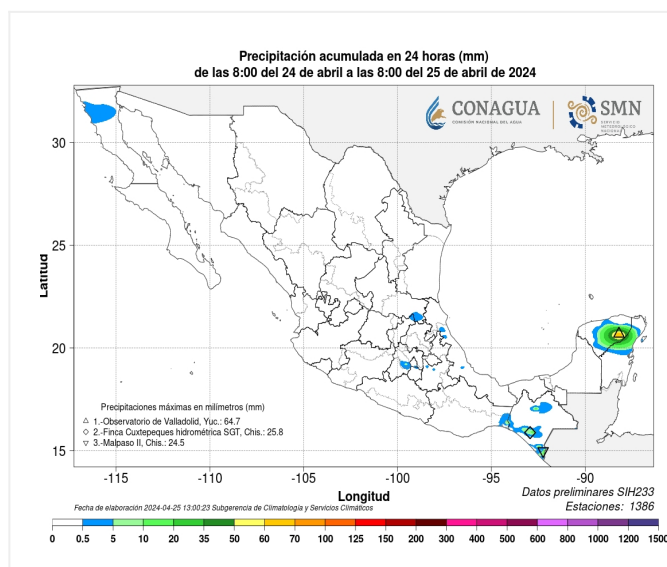 Precipitación acumulada en 24 horas (mm)
de las 8:00 del 24 de abril a las 8:00 del 25 de abril de 2024
CONAGUA
COMISIÓN NACIONAL DEL AGUA
SMN
SERVICIO
METEOROLÓGICO
NACIONAL
30
25
20
15
Latitud
Precipitaciones máximas en milímetros (mm)
1.-Observatorio de Valladolid, Yuc.: 64.7
2.-Finca Cuxtepeques hidrométrica SGT, Chis.: 25.8
3.-Malpaso II, Chis.: 24.5
-115 -110 -105 -100 -95 -90
Longitud
Datos preliminares SIH233
Estaciones: 1386
Fecha de elaboración 2024-04-25 13:00:23 Subgerencia de Climatología y Servicios Climáticos
0 0.5 5 10 20 35 50 60 70 100 125 150 200 300 400 500 600 800 1000 1200 1500